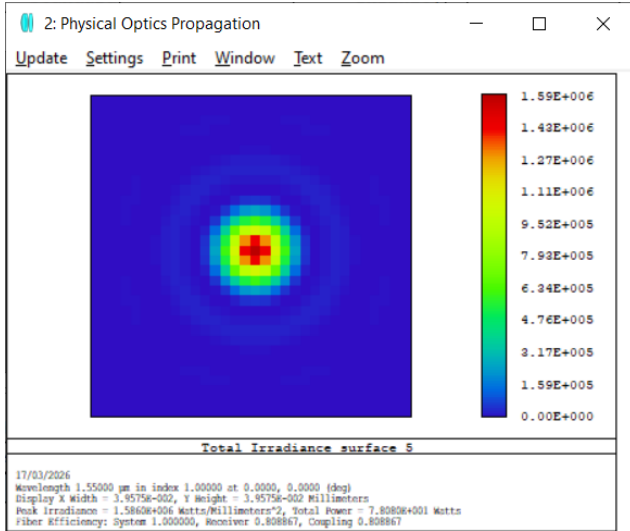 2: Physical Optics Propagation
Update Settings Print Window Text Zoom
1.59E+006
1.43E+006
1.27E+006
1.11E+006
9.52E+005
7.93E+005
6.34E+005
4.76E+005
3.17E+005
1.59E+005
0.00E+000
Total Irradiance surface 5
17/03/2026
Wavelength 1.55000 µm in index 1.00000 at 0.0000, 0.0000 (deg)
Display X Width = 3.9575E-002, Y Height = 3.9575E-002 Millimeters
Peak Irradiance = 1.5860E+006 Watts/Millimeters^2, Total Power = 7.8080E+001 Watts
Fiber Efficiency: System 1.000000, Receiver 0.808867, Coupling 0.808867